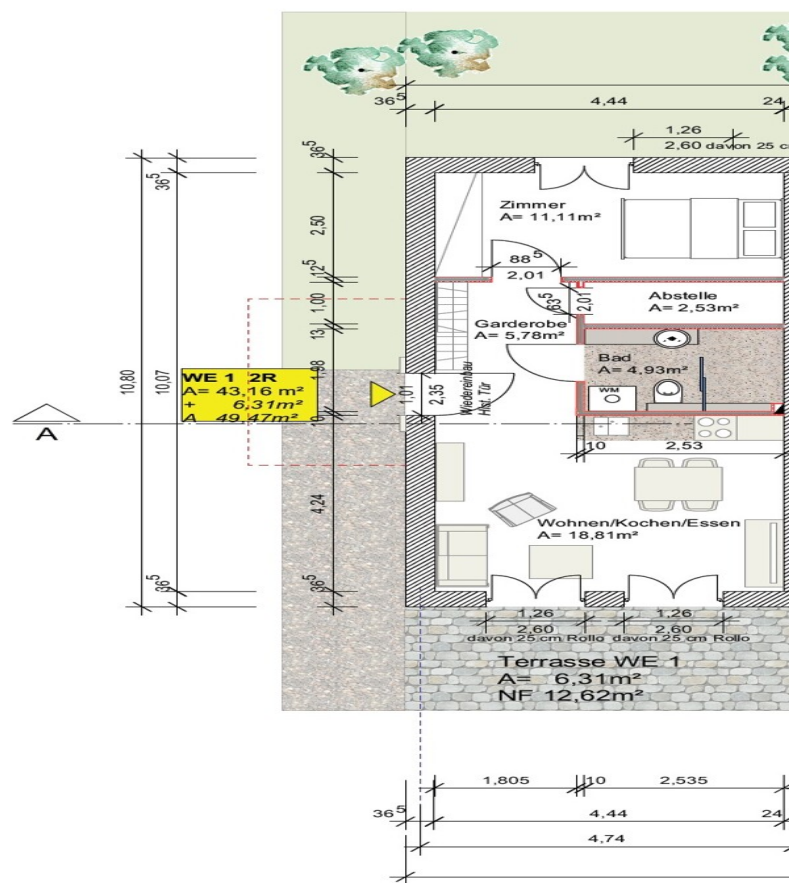 36⁵
4,44
24
1,26
2,60 davon 25 c
36⁵
36⁵
2,50
12⁵
1,00
13
1,98
10
4,24
36⁵
36⁵
10,80
10,07
Zimmer
A= 11,11m²
88⁵
2,01
63⁵
2,01
Abstelle
A= 2,53m²
Garderobe
A= 5,78m²
Bad
A= 4,93m²
WM
WE 1 2R
A= 43,16 m²
+ 6,31m²
A 49,47m²
1,01
2,35
Wiedereinbau
Hist. Tür
A
10
2,53
Wohnen/Kochen/Essen
A= 18,81m²
1,26
2,60
davon 25 cm Rollo
1,26
2,60
davon 25 cm Rollo
Terrasse WE 1
A= 6,31m²
NF 12,62m²
1,805
10
2,535
36⁵
4,44
24
4,74